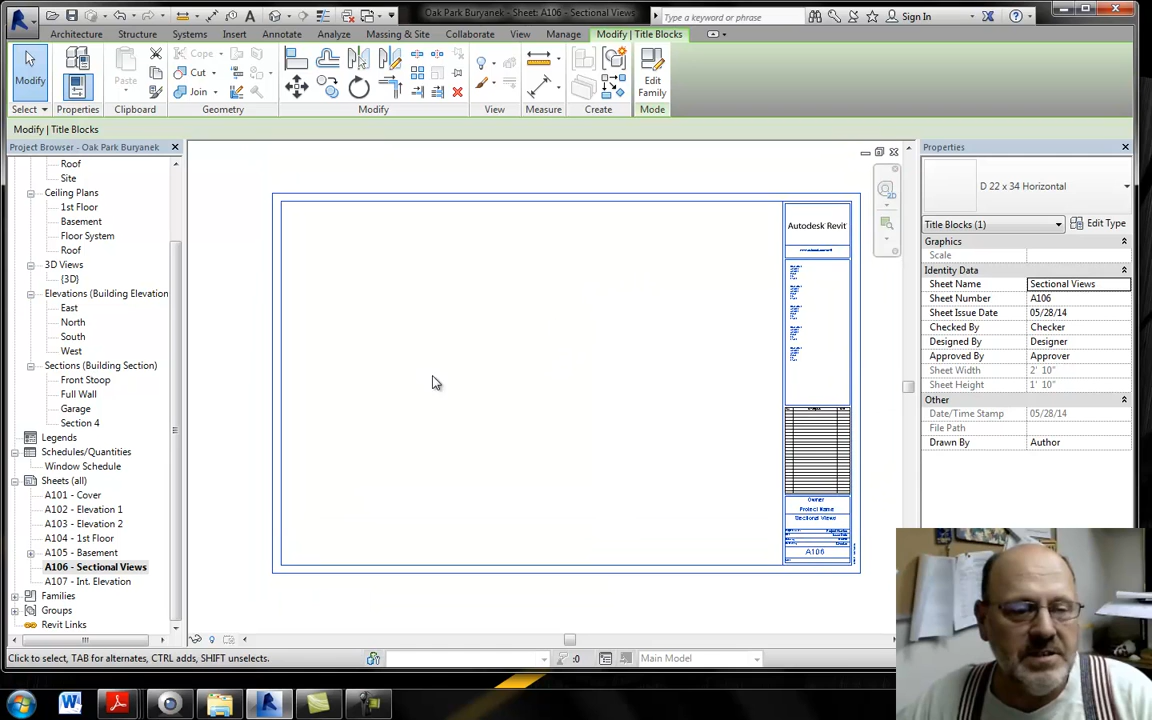 Oak Park Buryanek - Sheet: A106 - Sectional Views
Type a keyword or phrase
Sign In
Architecture
Structure
Systems
Insert
Annotate
Analyze
Massing & Site
Collaborate
View
Manage
Modify | Title Blocks
Modify
Paste
Cope
Cut
Join
Edit
Family
Select
Properties
Clipboard
Geometry
Modify
View
Measure
Create
Mode
Modify | Title Blocks
Project Browser - Oak Park Buryanek
Roof
Site
Ceiling Plans
1st Floor
Basement
Floor System
Roof
3D Views
{3D}
Elevations (Building Elevation
East
North
South
West
Sections (Building Section)
Front Stoop
Full Wall
Garage
Section 4
Legends
Schedules/Quantities
Window Schedule
Sheets (all)
A101 - Cover
A102 - Elevation 1
A103 - Elevation 2
A104 - 1st Floor
A105 - Basement
A106 - Sectional Views
A107 - Int. Elevation
Families
Groups
Revit Links
2D
Autodesk Revit
Owner
Project Name
Sectional Views
A106
Properties
D 22 x 34 Horizontal
Title Blocks (1)
Edit Type
Graphics
Scale
Identity Data
Sheet Name Sectional Views
Sheet Number A106
Sheet Issue Date 05/28/14
Checked By Checker
Designed By Designer
Approved By Approver
Sheet Width 2' 10"
Sheet Height 1' 10"
Other
Date/Time Stamp 05/28/14
File Path
Drawn By Author
Click to select, TAB for alternates, CTRL adds, SHIFT unselects.
:0
Main Model